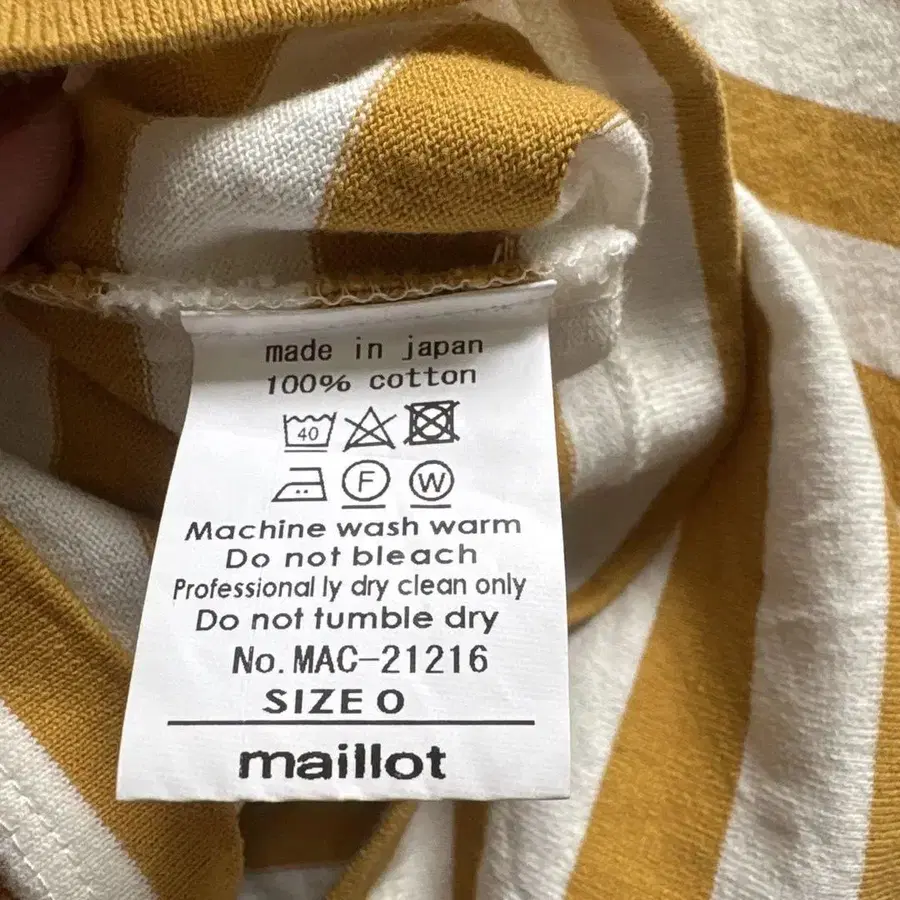 made in japan
100% cotton
40
F W
Machine wash warm
Do not bleach
Professional ly dry clean only
Do not tumble dry
No.MAC-21216
SIZE 0
maillot